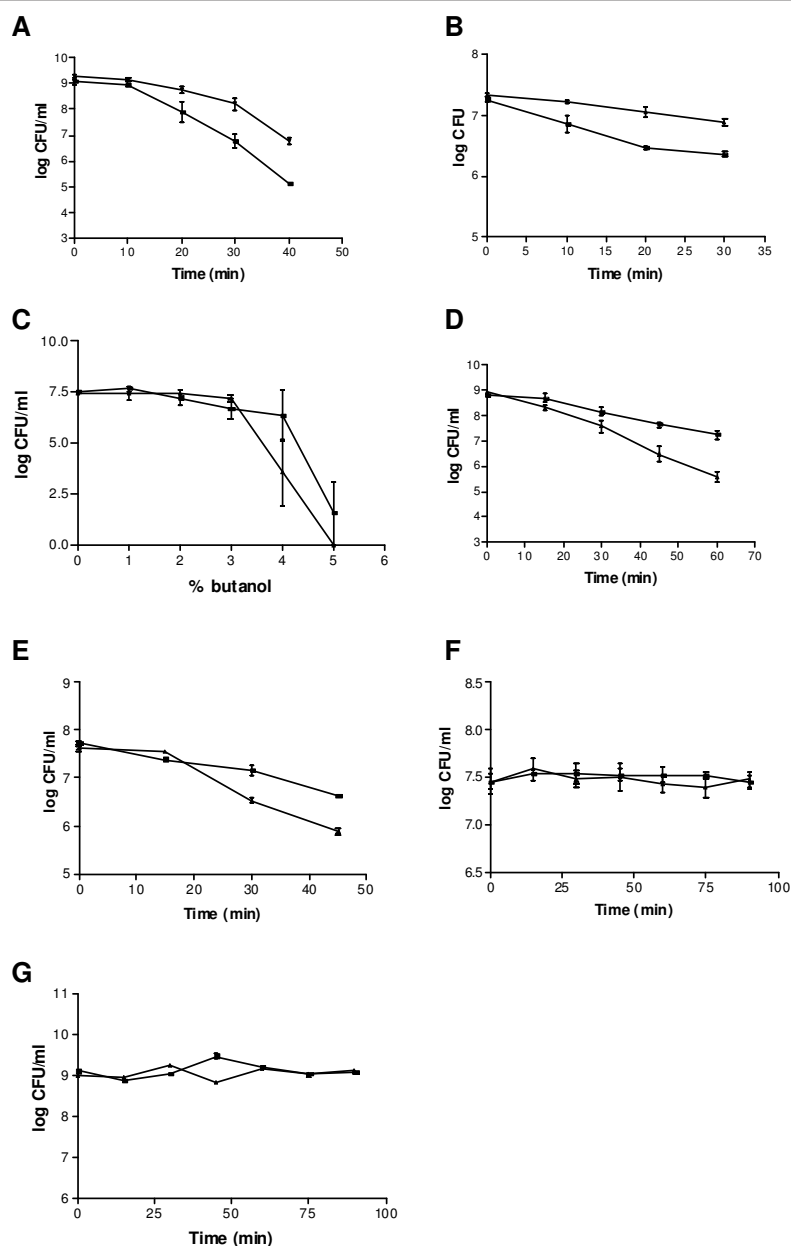 A
log CFU/ml
10
9
8
7
6
5
4
3
0 10 20 30 40 50
Time (min)
B
log CFU
8
7
6
5
0 5 10 15 20 25 30 35
Time (min)
C
log CFU/ml
10.0
7.5
5.0
2.5
0.0
0 1 2 3 4 5 6
% butanol
D
log CFU/ml
10
9
8
7
6
5
4
3
0 10 20 30 40 50 60 70
Time (min)
E
log CFU/ml
9
8
7
6
5
0 10 20 30 40 50
Time (min)
F
log CFU/ml
8.5
8.0
7.5
7.0
6.5
0 25 50 75 100
Time (min)
G
log CFU/ml
11
10
9
8
7
6
0 25 50 75 100
Time (min)